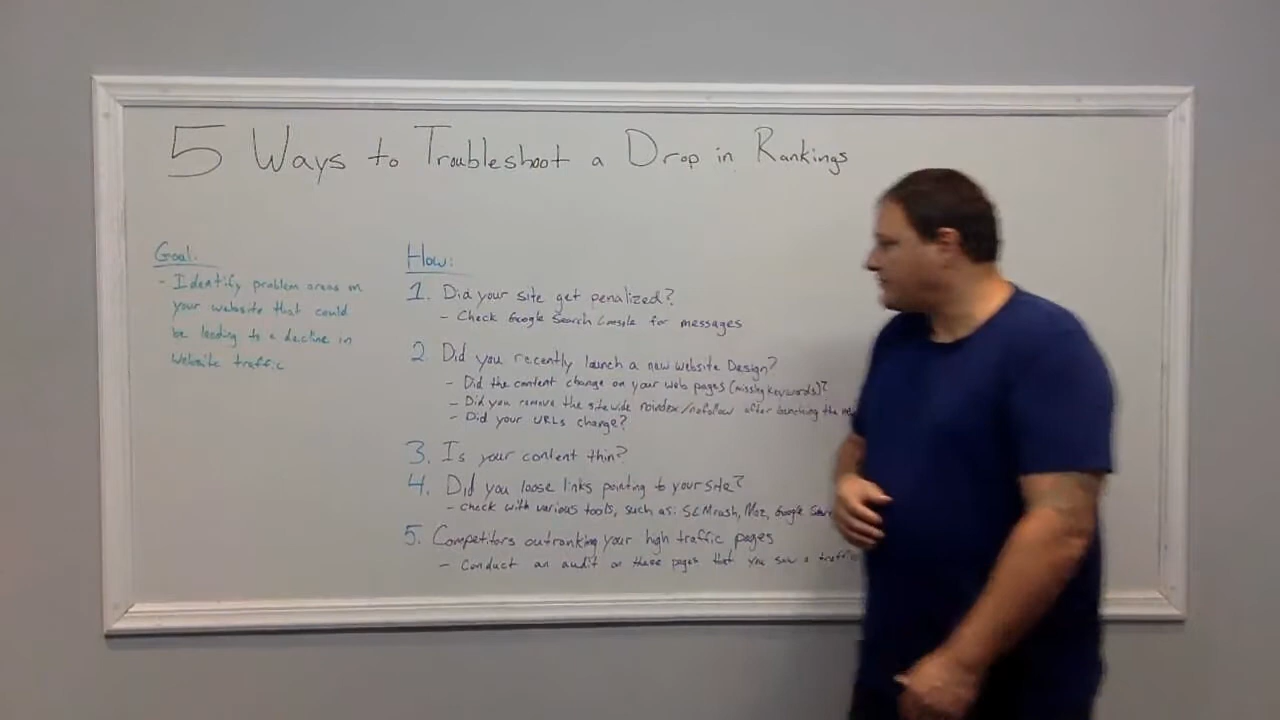 5 Ways to Troubleshoot a Drop in Rankings
Goal:
- Identify problem areas on
your website that could
be leading to a decline in
website traffic
How:
1. Did your site get penalized?
- Check Google Search Console for messages
2 Did you recently launch a new website Design?
- Did the content change on your web pages (missing keywords)?
- Did you remove the sitewide noindex/nofollow after launching the
- Did your URLs change?
3. Is your content thin?
4. Did you loose links pointing to your site?
- Check with various tools, such as: SEMrush, Moz, Google
5. Competitors outranking your high traffic pages
- Conduct an audit on these pages that you saw a traffic